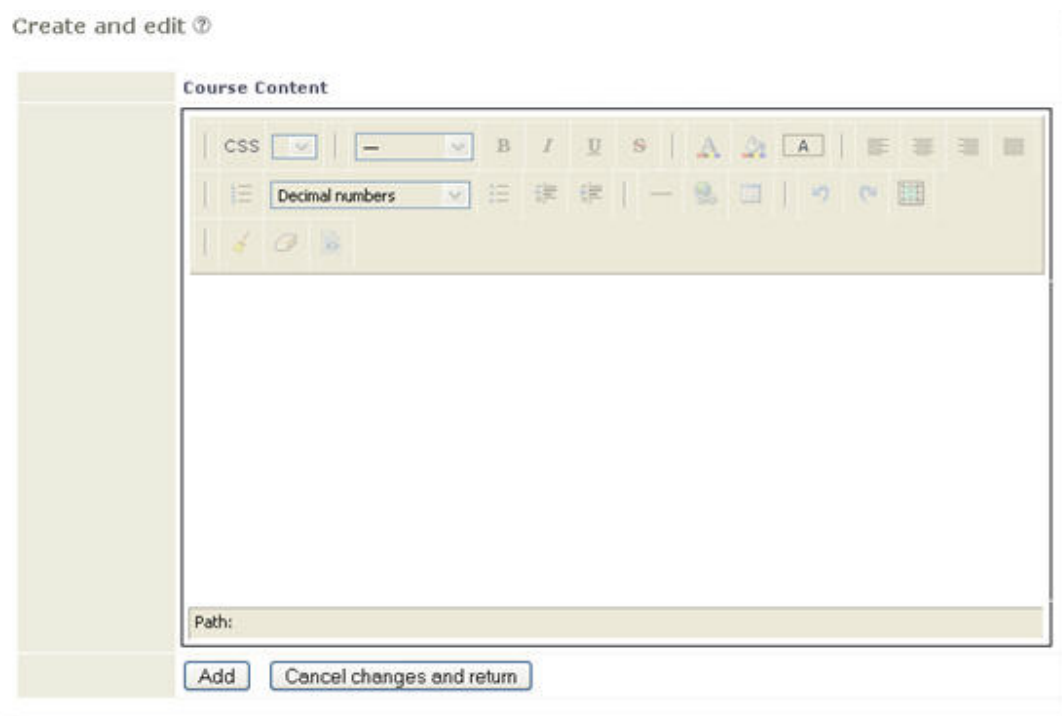 Create and edit ?
Course Content
CSS — B I U S A A
Decimal numbers
Path:
Add Cancel changes and return